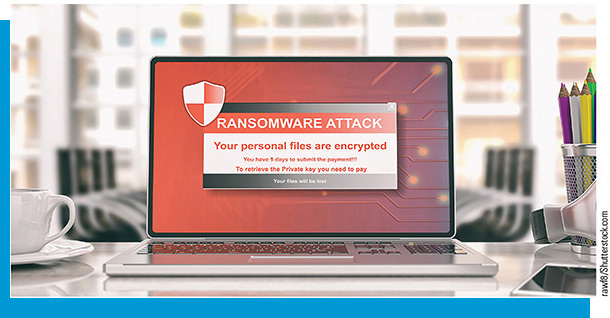 RANSOMWARE ATTACK
Your personal files are encrypted
You have 5 days to submit the payment!!!
To retrieve the Private key you need to pay
Your files will be lost
rawf8/Shutterstock.com